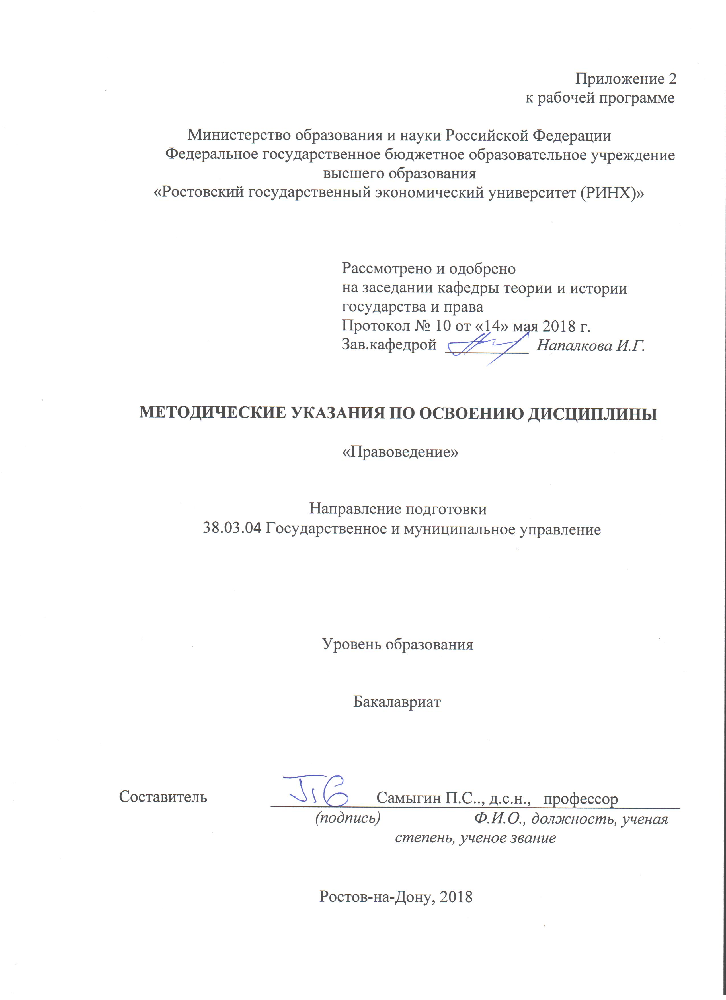 Приложение 2
к рабочей программе
Министерство образования и науки Российской Федерации
Федеральное государственное бюджетное образовательное учреждение
высшего образования
«Ростовский государственный экономический университет (РИНХ)»
Рассмотрено и одобрено
на заседании кафедры теории и истории
государства и права
Протокол № 10 от «14» мая 2018 г.
Зав.кафедрой ___________ Напалкова И.Г.
МЕТОДИЧЕСКИЕ УКАЗАНИЯ ПО ОСВОЕНИЮ ДИСЦИПЛИНЫ
«Правоведение»
Направление подготовки
38.03.04 Государственное и муниципальное управление
Уровень образования
Бакалавриат
Составитель Самыгин П.С.., д.с.н., профессор
(подпись) Ф.И.О., должность, ученая
степень, ученое звание
Ростов-на-Дону, 2018